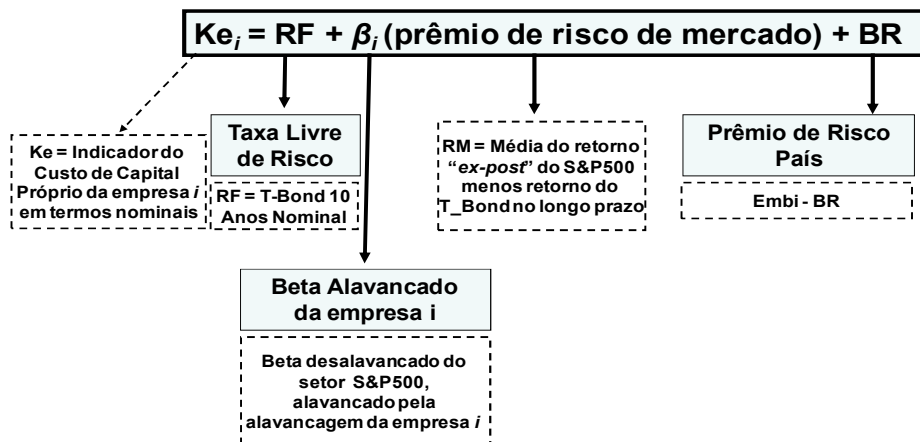 Keᵢ = RF + βᵢ (prêmio de risco de mercado) + BR
Ke = Indicador do
Custo de Capital
Próprio da empresa i
em termos nominais
Taxa Livre
de Risco
RF = T-Bond 10
Anos Nominal
RM = Média do retorno
“ex-post” do S&P500
menos retorno do
T_Bond no longo prazo
Prêmio de Risco
País
Embi - BR
Beta Alavancado
da empresa i
Beta desalavancado do
setor S&P500,
alavancado pela
alavancagem da empresa i